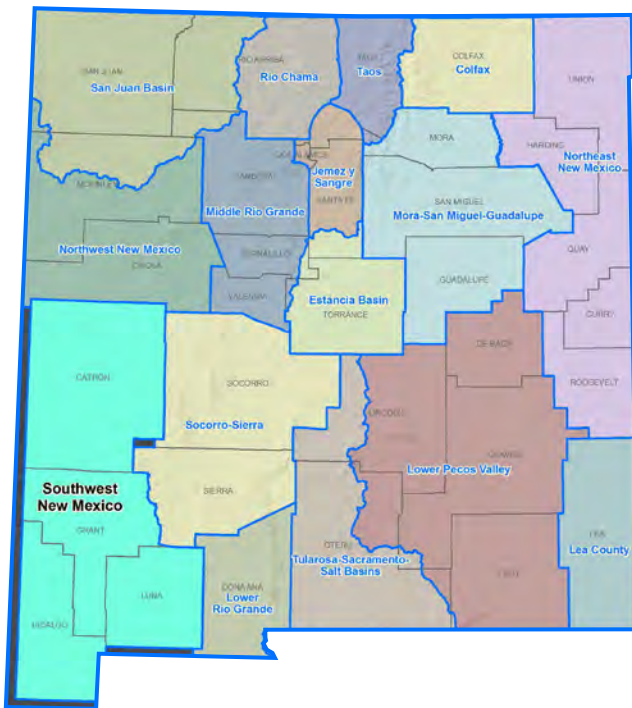 SAN JUAN
San Juan Basin
RIO ARRIBA
Rio Chama
TAOS
Taos
COLFAX
Colfax
UNION
MORA
HARDING
Northeast
New Mexico
LOS ALAMOS
Jemez y
Sangre
SANTA FE
MCKINLEY
SANDOVAL
Middle Rio Grande
SAN MIGUEL
Mora-San Miguel-Guadalupe
Northwest New Mexico
CIBOLA
BERNALILLO
QUAY
GUADALUPE
VALENCIA
Estancia Basin
TORRANCE
CURRY
DE BACA
CATRON
SOCORRO
ROOSEVELT
LINCOLN
Socorro-Sierra
CHAVES
Lower Pecos Valley
Southwest
New Mexico
SIERRA
GRANT
LEA
Lea County
OTERO
Tularosa-Sacramento-
Salt Basins
EDDY
DONA ANA
Lower
Rio Grande
LUNA
HIDALGO